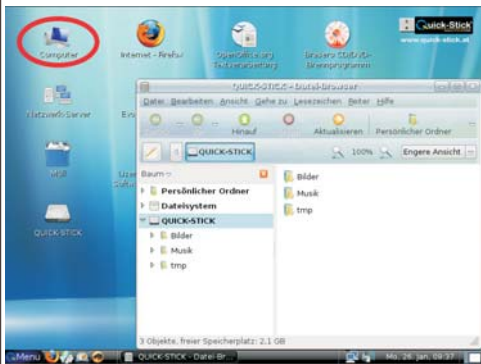 Computer
Internet - Firefox
OpenOffice.org
Textverarbeitung
Brasero CD/DVD-
Brennprogramm
Quick-Stick
www.quick-stick.at
QUICK-STICK - Datei-Browser
Datei Bearbeiten Ansicht Gehe zu Lesezeichen Reiter Hilfe
Netzwerk-Server
Hinauf Aktualisieren Persönlicher Ordner
QUICK-STICK 100% Engere Ansicht
Müll
Baum
Persönlicher Ordner
Dateisystem
QUICK-STICK
Bilder
Musik
tmp
Bilder
Musik
tmp
QUICK-STICK
3 Objekte, freier Speicherplatz: 2,1 GB
Menu QUICK-STICK - Datei-Br... Mo, 26. Jan, 09:37